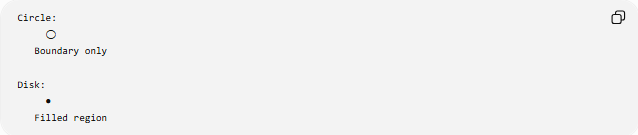 Circle:
◯
Boundary only
Disk:
●
Filled region